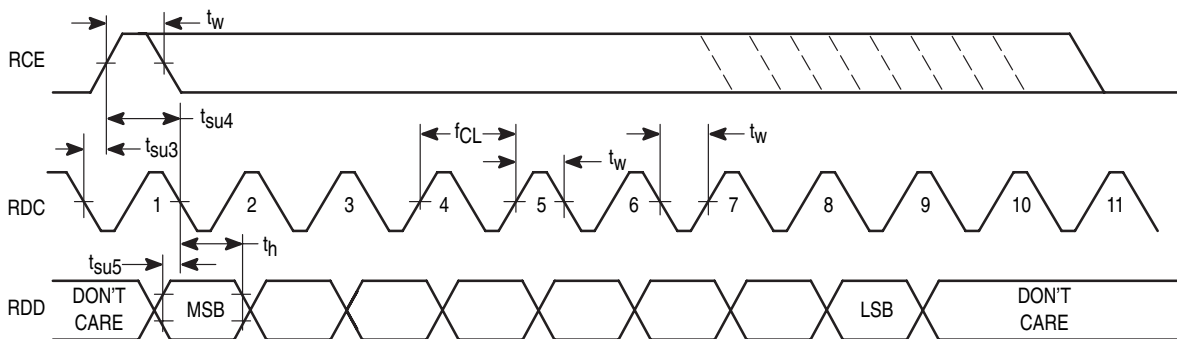 t_w
RCE
t_su4
t_su3
f_CL
t_w
t_w
RDC
1 2 3 4 5 6 7 8 9 10 11
t_h
t_su5
RDD
DON'T CARE
MSB
LSB
DON'T CARE